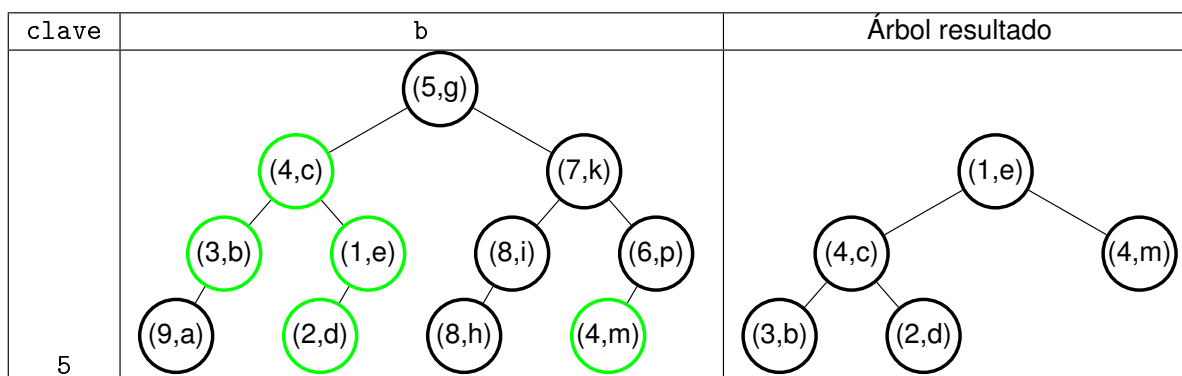 clave b Árbol resultado
(5,g)
(4,c) (7,k) (1,e)
(3,b) (1,e) (8,i) (6,p) (4,c) (4,m)
(9,a) (2,d) (8,h) (4,m) (3,b) (2,d)
5